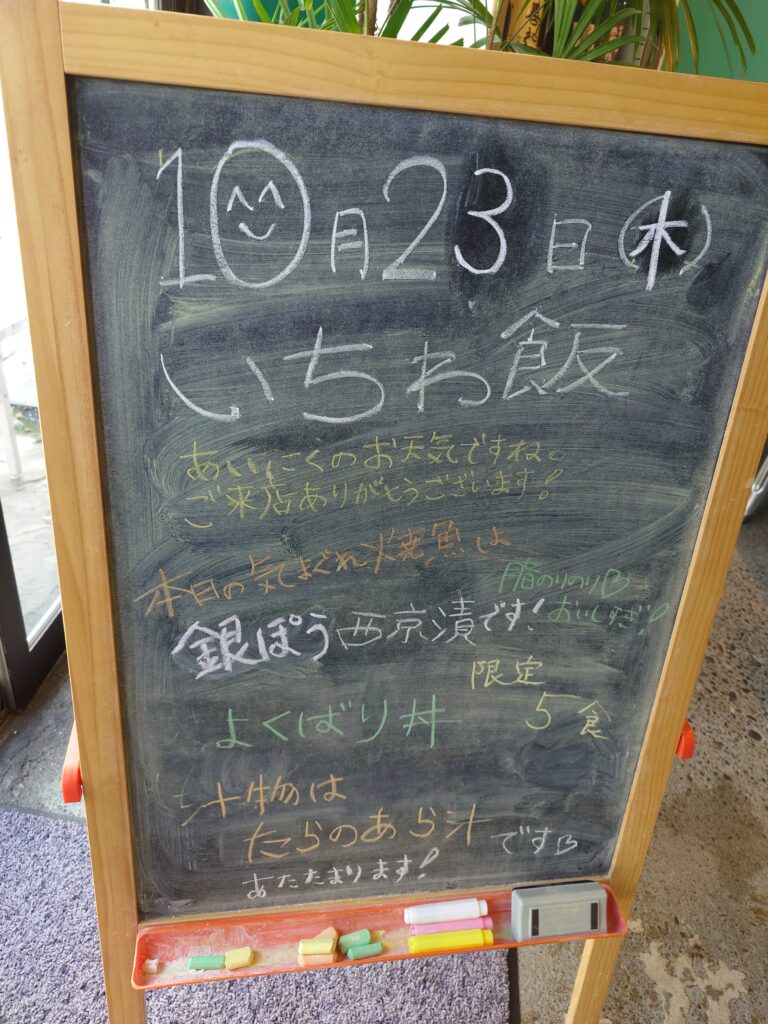 10月23日(木)
いちわ飯
あいにくのお天気ですね。
ご来店ありがとうございます!
本日の気まぐれ焼魚は
脂のりのり♡
おいしすぎ!
銀ぽう西京漬です!
限定
5食
よくばり丼
汁物は
たらのあら汁ですが♡
あたたまります!